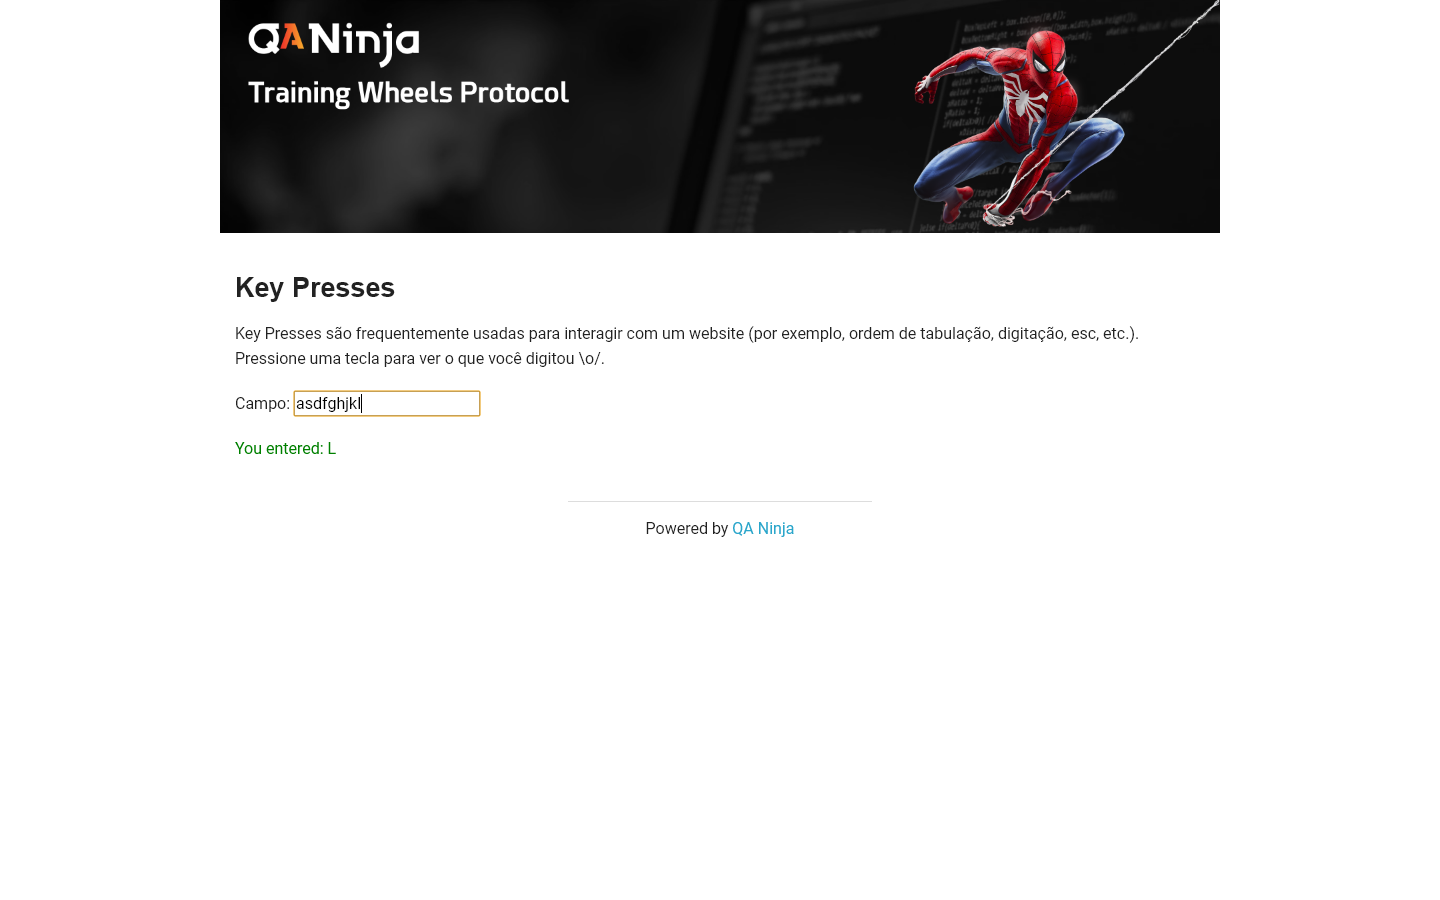 QANinja
Training Wheels Protocol
Key Presses
Key Presses são frequentemente usadas para interagir com um website (por exemplo, ordem de tabulação, digitação, esc, etc.).
Pressione uma tecla para ver o que você digitou \o/.
Campo: asdfghjkl
You entered: L
Powered by QA Ninja